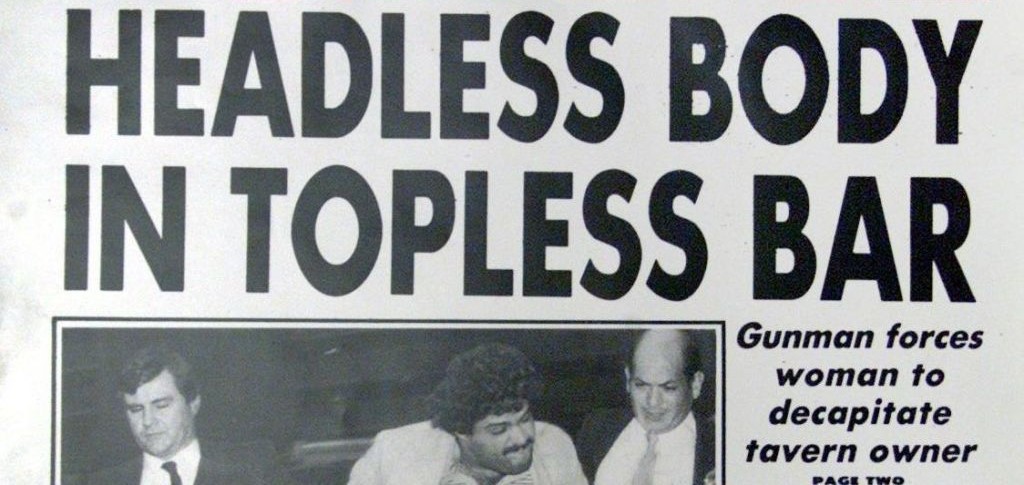 HEADLESS BODY
IN TOPLESS BAR
Gunman forces
woman to
decapitate
tavern owner
PAGE TWO